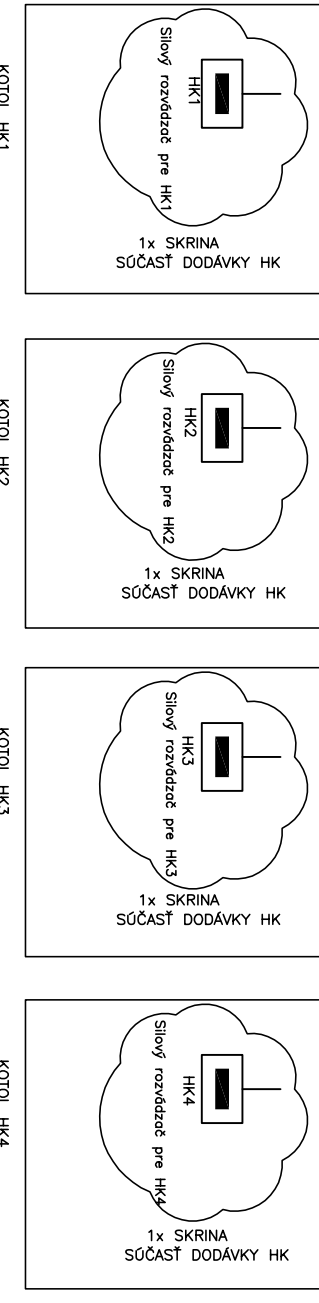 HK1
Silový rozvádzač pre HK1
1x SKRINA
SÚČASŤ DODÁVKY HK
KOTOL HK1
HK2
Silový rozvádzač pre HK2
1x SKRINA
SÚČASŤ DODÁVKY HK
KOTOL HK2
HK3
Silový rozvádzač pre HK3
1x SKRINA
SÚČASŤ DODÁVKY HK
KOTOL HK3
HK4
Silový rozvádzač pre HK4
1x SKRINA
SÚČASŤ DODÁVKY HK
KOTOL HK4